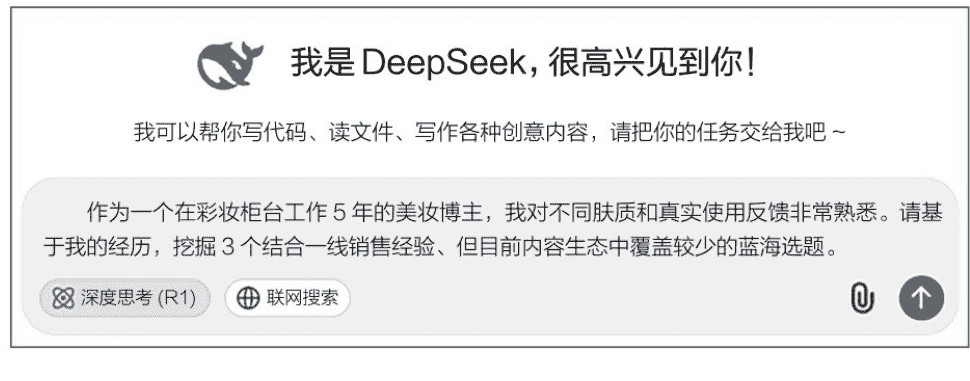 我是 DeepSeek，很高兴见到你！
我可以帮你写代码、读文件、写作各种创意内容，请把你的任务交给我吧 ~
作为一个在彩妆柜台工作 5 年的美妆博主，我对不同肤质和真实使用反馈非常熟悉。请基
于我的经历，挖掘 3 个结合一线销售经验、但目前内容生态中覆盖较少的蓝海选题。
深度思考 (R1) 联网搜索